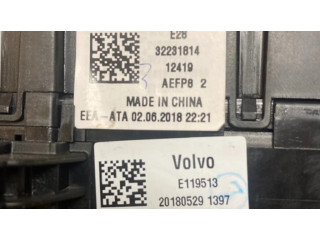 E26
32231814
12419
AEFP8 2
MADE IN CHINA
EEA-ATA 02.06.2018 22:21
Volvo
E119513
20180529 1397